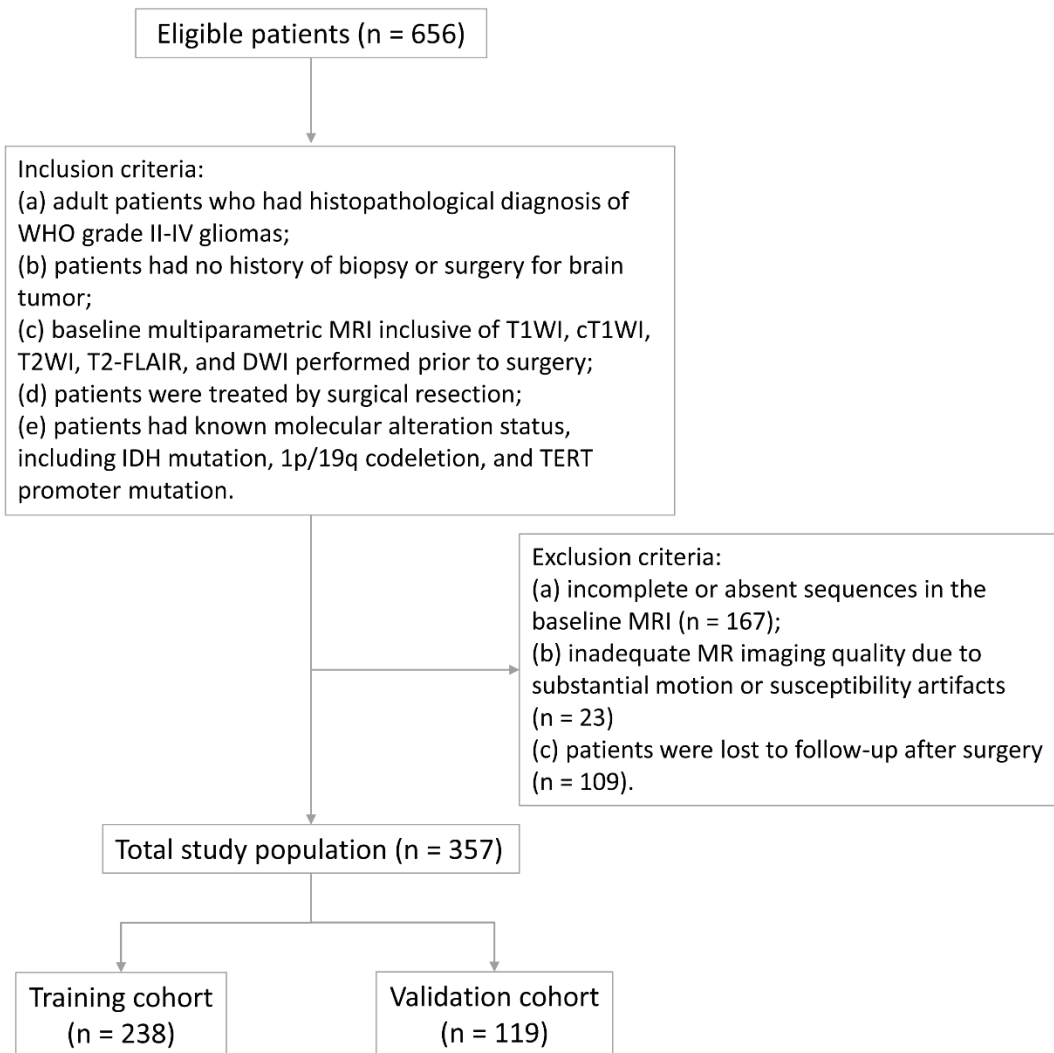 Eligible patients (n = 656)
Inclusion criteria:
(a) adult patients who had histopathological diagnosis of
WHO grade II-IV gliomas;
(b) patients had no history of biopsy or surgery for brain
tumor;
(c) baseline multiparametric MRI inclusive of T1WI, cT1WI,
T2WI, T2-FLAIR, and DWI performed prior to surgery;
(d) patients were treated by surgical resection;
(e) patients had known molecular alteration status,
including IDH mutation, 1p/19q codeletion, and TERT
promoter mutation.
Exclusion criteria:
(a) incomplete or absent sequences in the
baseline MRI (n = 167);
(b) inadequate MR imaging quality due to
substantial motion or susceptibility artifacts
(n = 23)
(c) patients were lost to follow-up after surgery
(n = 109).
Total study population (n = 357)
Training cohort
(n = 238)
Validation cohort
(n = 119)